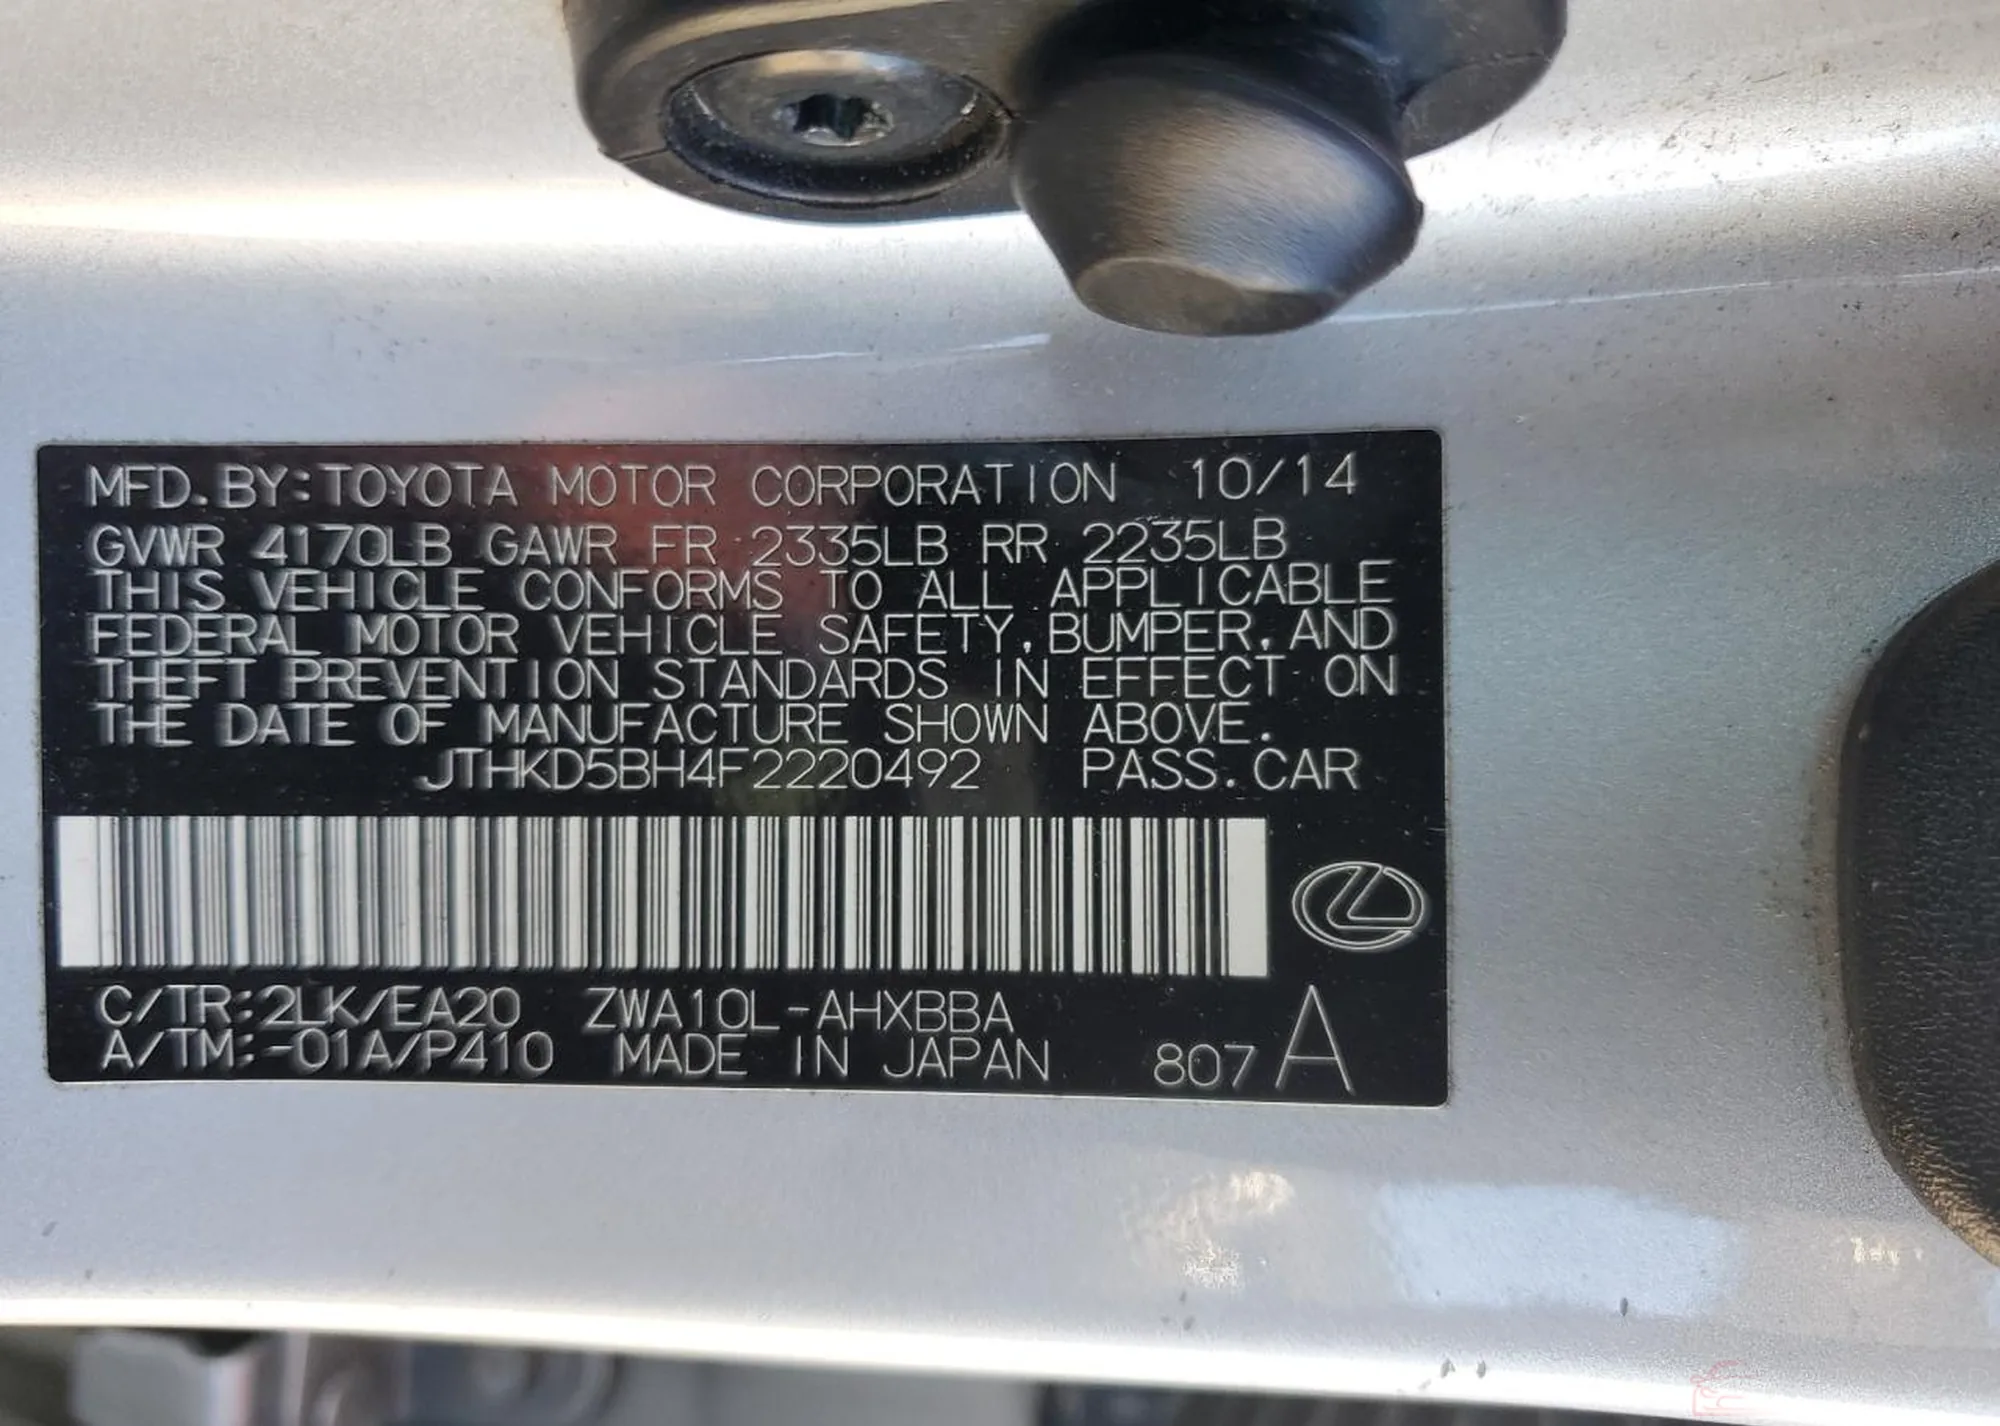 MFD. BY: TOYOTA MOTOR CORPORATION 10/14
GVWR 4170LB GAWR FR 2335LB RR 2235LB
THIS VEHICLE CONFORMS TO ALL APPLICABLE
FEDERAL MOTOR VEHICLE SAFETY, BUMPER, AND
THEFT PREVENTION STANDARDS IN EFFECT ON
THE DATE OF MANUFACTURE SHOWN ABOVE.
JTHKD5BH4F2220492 PASS. CAR
C/TR:2LK/EA20 ZWA10L-AHXBBA
A/TM:-01A/P410 MADE IN JAPAN 807 A